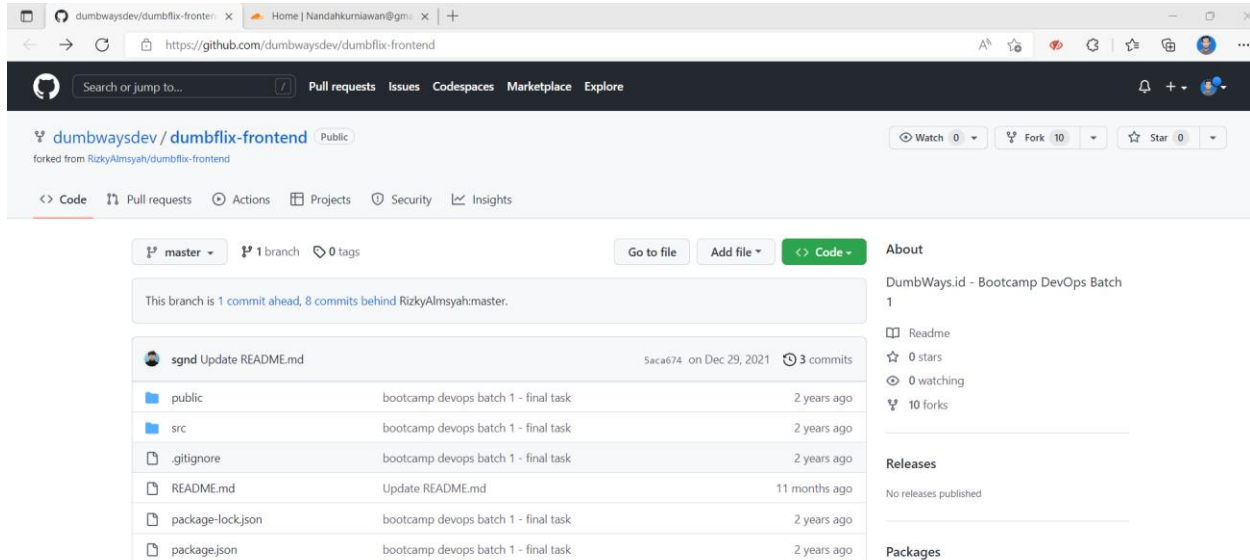 dumbwaysdev/dumbflix-fronten
Home | Nandahkurniawan@gma
https://github.com/dumbwaysdev/dumbflix-frontend
Search or jump to... / Pull requests Issues Codespaces Marketplace Explore
dumbwaysdev / dumbflix-frontend Public
Watch 0 Fork 10 Star 0
forked from RizkyAlmsyah/dumbflix-frontend
Code Pull requests Actions Projects Security Insights
master 1 branch 0 tags Go to file Add file Code
This branch is 1 commit ahead, 8 commits behind RizkyAlmsyah:master.
sgnd Update README.md 5aca674 on Dec 29, 2021 3 commits
public bootcamp devops batch 1 - final task 2 years ago
src bootcamp devops batch 1 - final task 2 years ago
.gitignore bootcamp devops batch 1 - final task 2 years ago
README.md Update README.md 11 months ago
package-lock.json bootcamp devops batch 1 - final task 2 years ago
package.json bootcamp devops batch 1 - final task 2 years ago
About
DumbWays.id - Bootcamp DevOps Batch
1
Readme
0 stars
0 watching
10 forks
Releases
No releases published
Packages